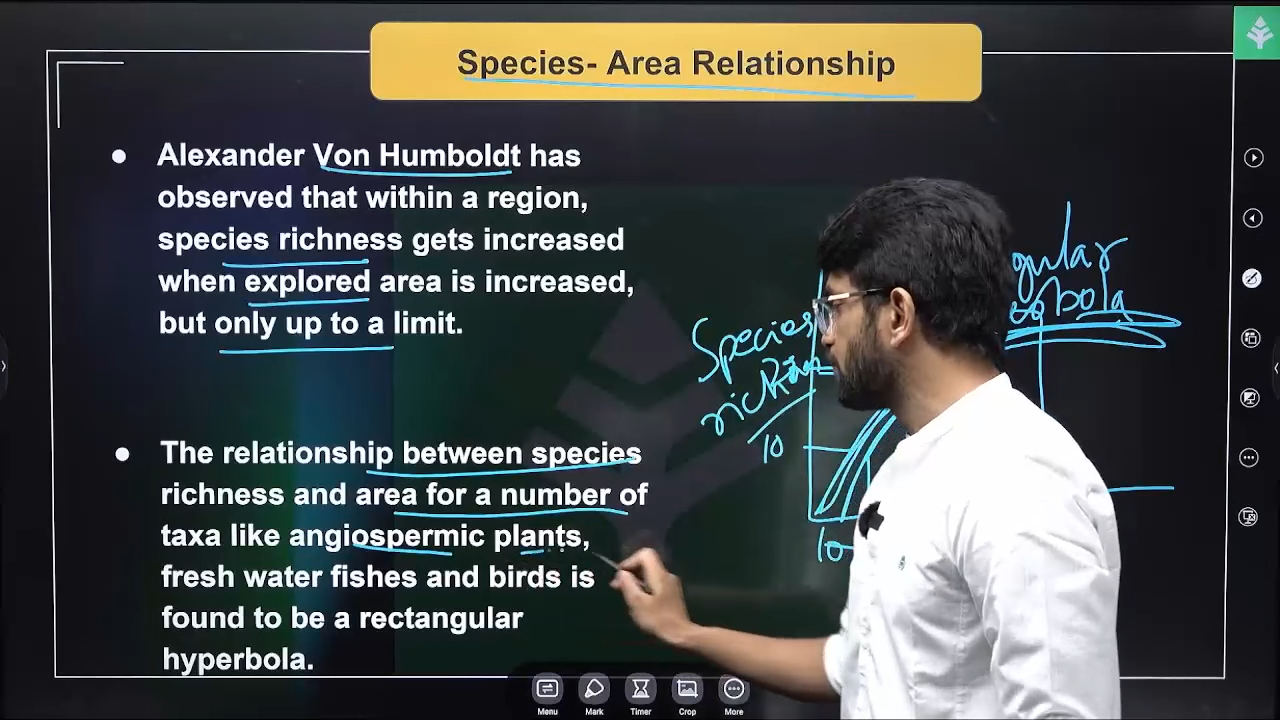 Species- Area Relationship
● Alexander Von Humboldt has
observed that within a region,
species richness gets increased
when explored area is increased,
but only up to a limit.
● The relationship between species
richness and area for a number of
taxa like angiospermic plants,
fresh water fishes and birds is
found to be a rectangular
hyperbola.
gular
bola
Species
10
10
Menu Mark Timer Crop More